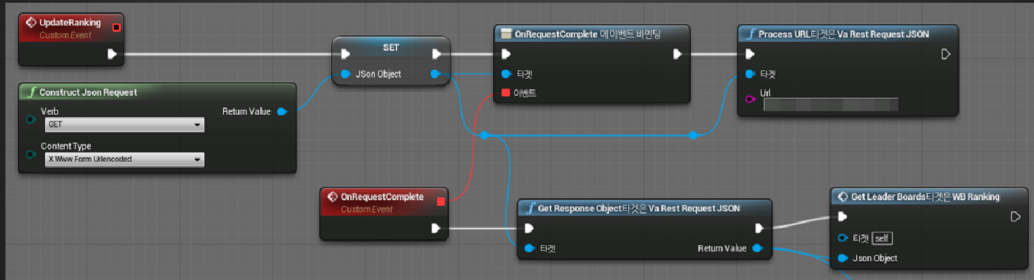 UpdateRanking
Custom Event
SET
JSon Object
OnRequestComplete 에 이벤트 바인딩
타겟
이벤트
Process URL타겟은 Va Rest Request JSON
타겟
Url
Construct Json Request
Verb
Return Value
GET
Content Type
X Www Form Urlencoded
OnRequestComplete
Custom Event
Get Response Object타겟은 Va Rest Request JSON
타겟
Return Value
Get Leader Boards타겟은 WB Ranking
타겟 self
Json Object